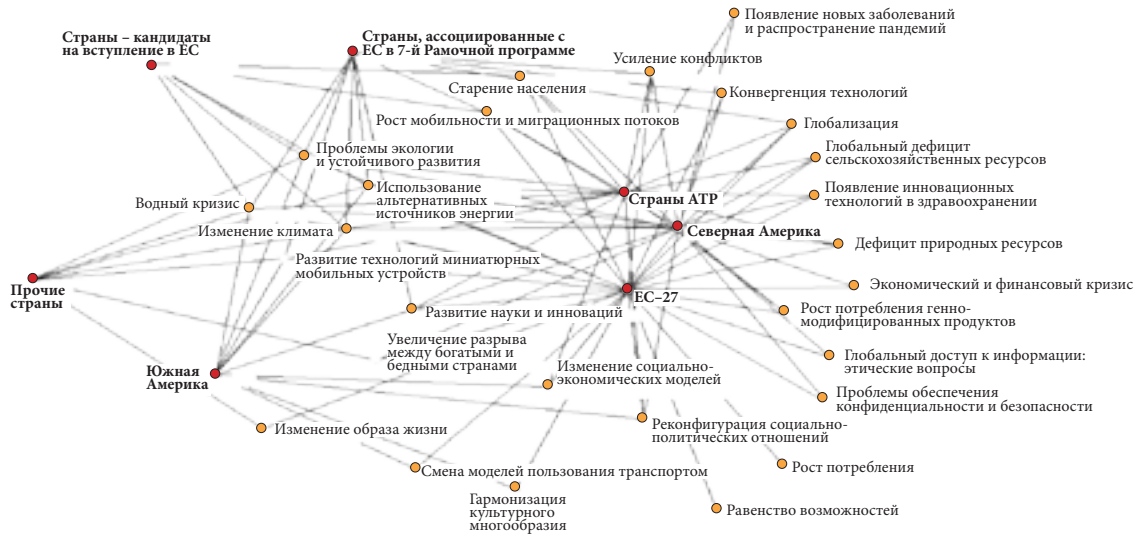 Появление новых заболеваний
и распространение пандемий
Страны – кандидаты
на вступление в ЕС
Страны, ассоциированные с
ЕС в 7-й Рамочной программе
Усиление конфликтов
Старение населения
Конвергенция технологий
Рост мобильности и миграционных потоков
Глобализация
Проблемы экологии
и устойчивого развития
Глобальный дефицит
сельскохозяйственных ресурсов
Использование
альтернативных
источников энергии
Страны АТР
Появление инновационных
технологий в здравоохранении
Водный кризис
Изменение климата
Северная Америка
Дефицит природных ресурсов
Развитие технологий миниатюрных
мобильных устройств
Прочие
страны
ЕС–27
Экономический и финансовый кризис
Развитие науки и инноваций
Рост потребления генно-
модифицированных продуктов
Увеличение разрыва
между богатыми и
бедными странами
Изменение социально-
экономических моделей
Глобальный доступ к информации:
этические вопросы
Южная
Америка
Проблемы обеспечения
конфиденциальности и безопасности
Изменение образа жизни
Реконфигурация социально-
политических отношений
Смена моделей пользования транспортом
Рост потребления
Гармонизация
культурного
многообразия
Равенство возможностей